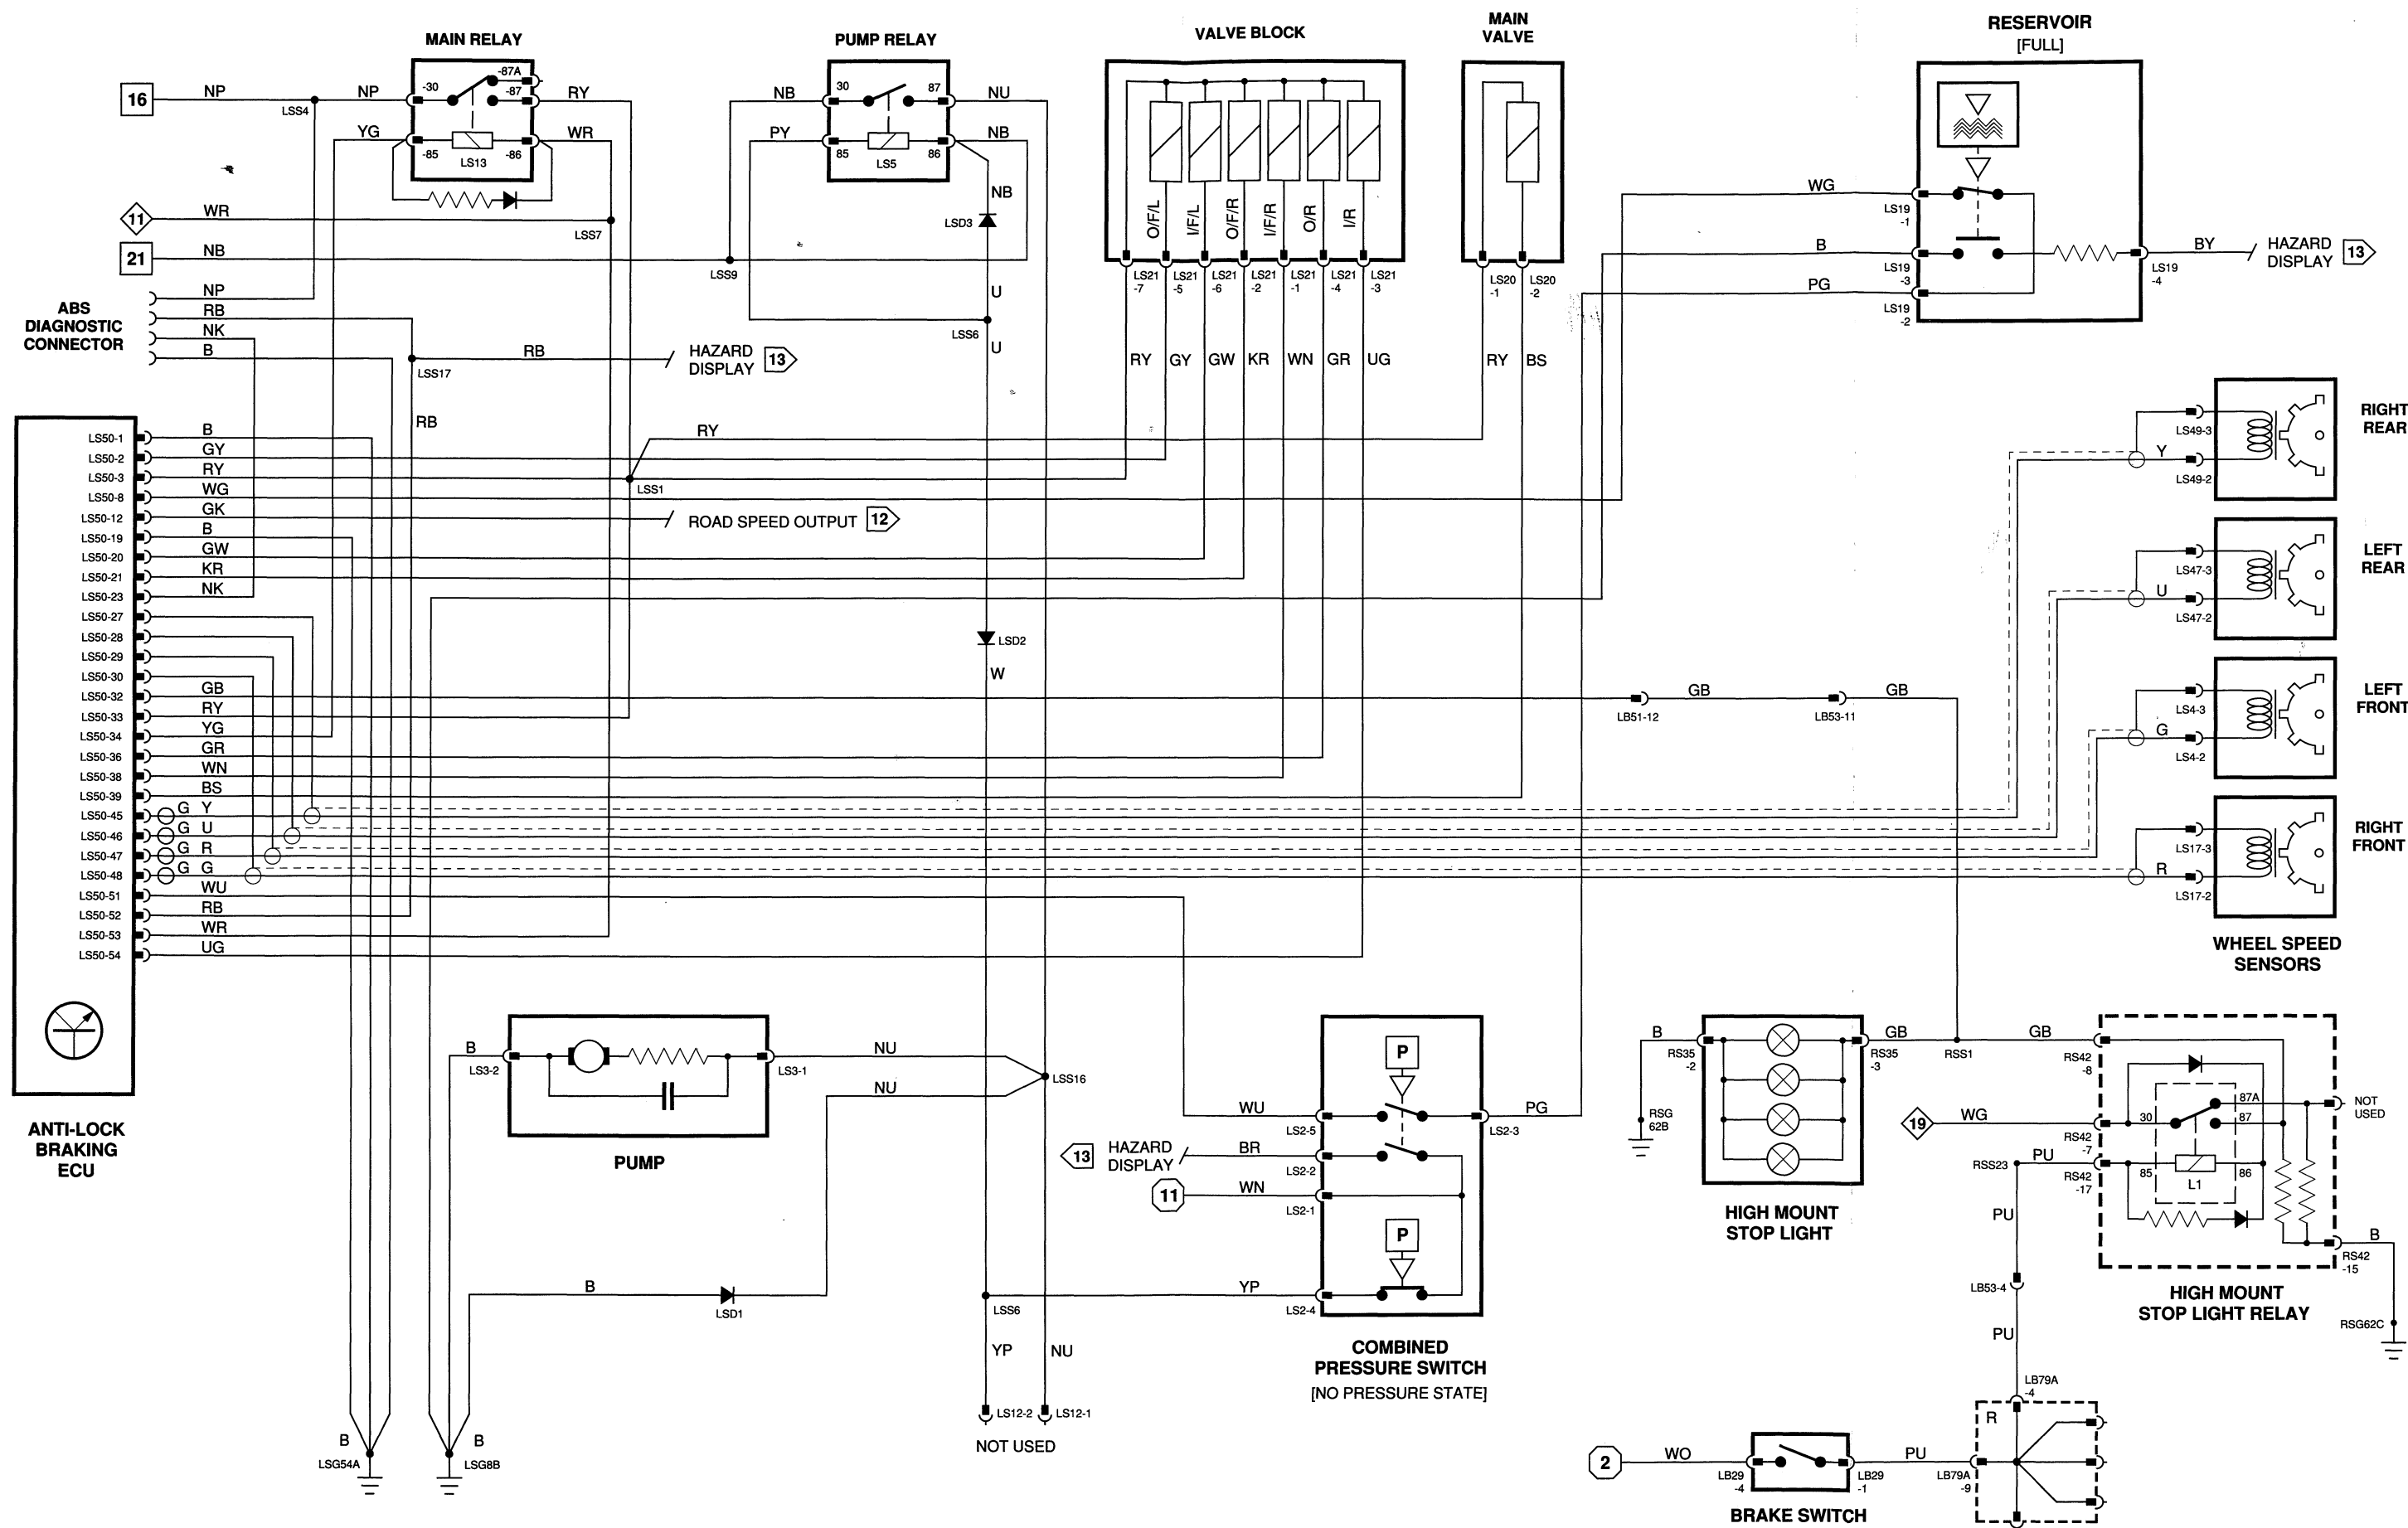 MAIN RELAY
PUMP RELAY
VALVE BLOCK
MAIN
VALVE
RESERVOIR
[FULL]
16
NP
LSS4
NP
-30
-87A
-87
RY
YG
-85
LS13
-86
WR
11
WR
LSS7
21
NB
LSS9
NB
30
87
NU
PY
85
LS5
86
NB
NB
LSD3
U
LSS6
U
O/F/L
I/F/L
O/F/R
I/F/R
O/R
I/R
LS21
-7
LS21
-5
LS21
-6
LS21
-2
LS21
-1
LS21
-4
LS21
-3
LS20
-1
LS20
-2
RY
GY
GW
KR
WN
GR
UG
RY
BS
WG
LS19
-1
B
LS19
-3
PG
LS19
-2
LS19
-4
BY
HAZARD
DISPLAY
13
ABS
DIAGNOSTIC
CONNECTOR
NP
RB
NK
B
LSS17
RB
HAZARD
DISPLAY
13
RB
RY
LSS1
LS50-1 B
LS50-2 GY
LS50-3 RY
LS50-8 WG
LS50-12 GK
ROAD SPEED OUTPUT
12
LS50-19 B
LS50-20 GW
LS50-21 KR
LS50-23 NK
LS50-27
LS50-28
LS50-29
LS50-30
LS50-32 GB
LS50-33 RY
LS50-34 YG
LS50-36 GR
LS50-38 WN
LS50-39 BS
LS50-45 G Y
LS50-46 G U
LS50-47 G R
LS50-48 G G
LS50-51 WU
LS50-52 RB
LS50-53 WR
LS50-54 UG
ANTI-LOCK
BRAKING
ECU
LSD2
W
LB51-12
GB
LB53-11
GB
LS49-3
Y
LS49-2
RIGHT
REAR
LS47-3
U
LS47-2
LEFT
REAR
LS4-3
G
LS4-2
LEFT
FRONT
LS17-3
R
LS17-2
RIGHT
FRONT
WHEEL SPEED
SENSORS
B
LS3-2
LS3-1
NU
NU
LSS16
PUMP
B
LSD1
LSS6
YP
NU
LS12-2
LS12-1
NOT USED
B
LSG54A
B
LSG8B
P
P
WU
LS2-5
LS2-3
PG
13
HAZARD
DISPLAY
BR
LS2-2
11
WN
LS2-1
YP
LS2-4
COMBINED
PRESSURE SWITCH
[NO PRESSURE STATE]
B
RS35
-2
RS35
-3
GB
RSS1
GB
RSG
62B
HIGH MOUNT
STOP LIGHT
RS42
-8
19
WG
RS42
-7
RSS23
PU
RS42
-17
30
87A
87
85
86
L1
NOT
USED
B
RS42
-15
RSG62C
HIGH MOUNT
STOP LIGHT RELAY
PU
LB53-4
PU
LB79A
-4
R
2
WO
LB29
-4
LB29
-1
PU
LB79A
-9
BRAKE SWITCH